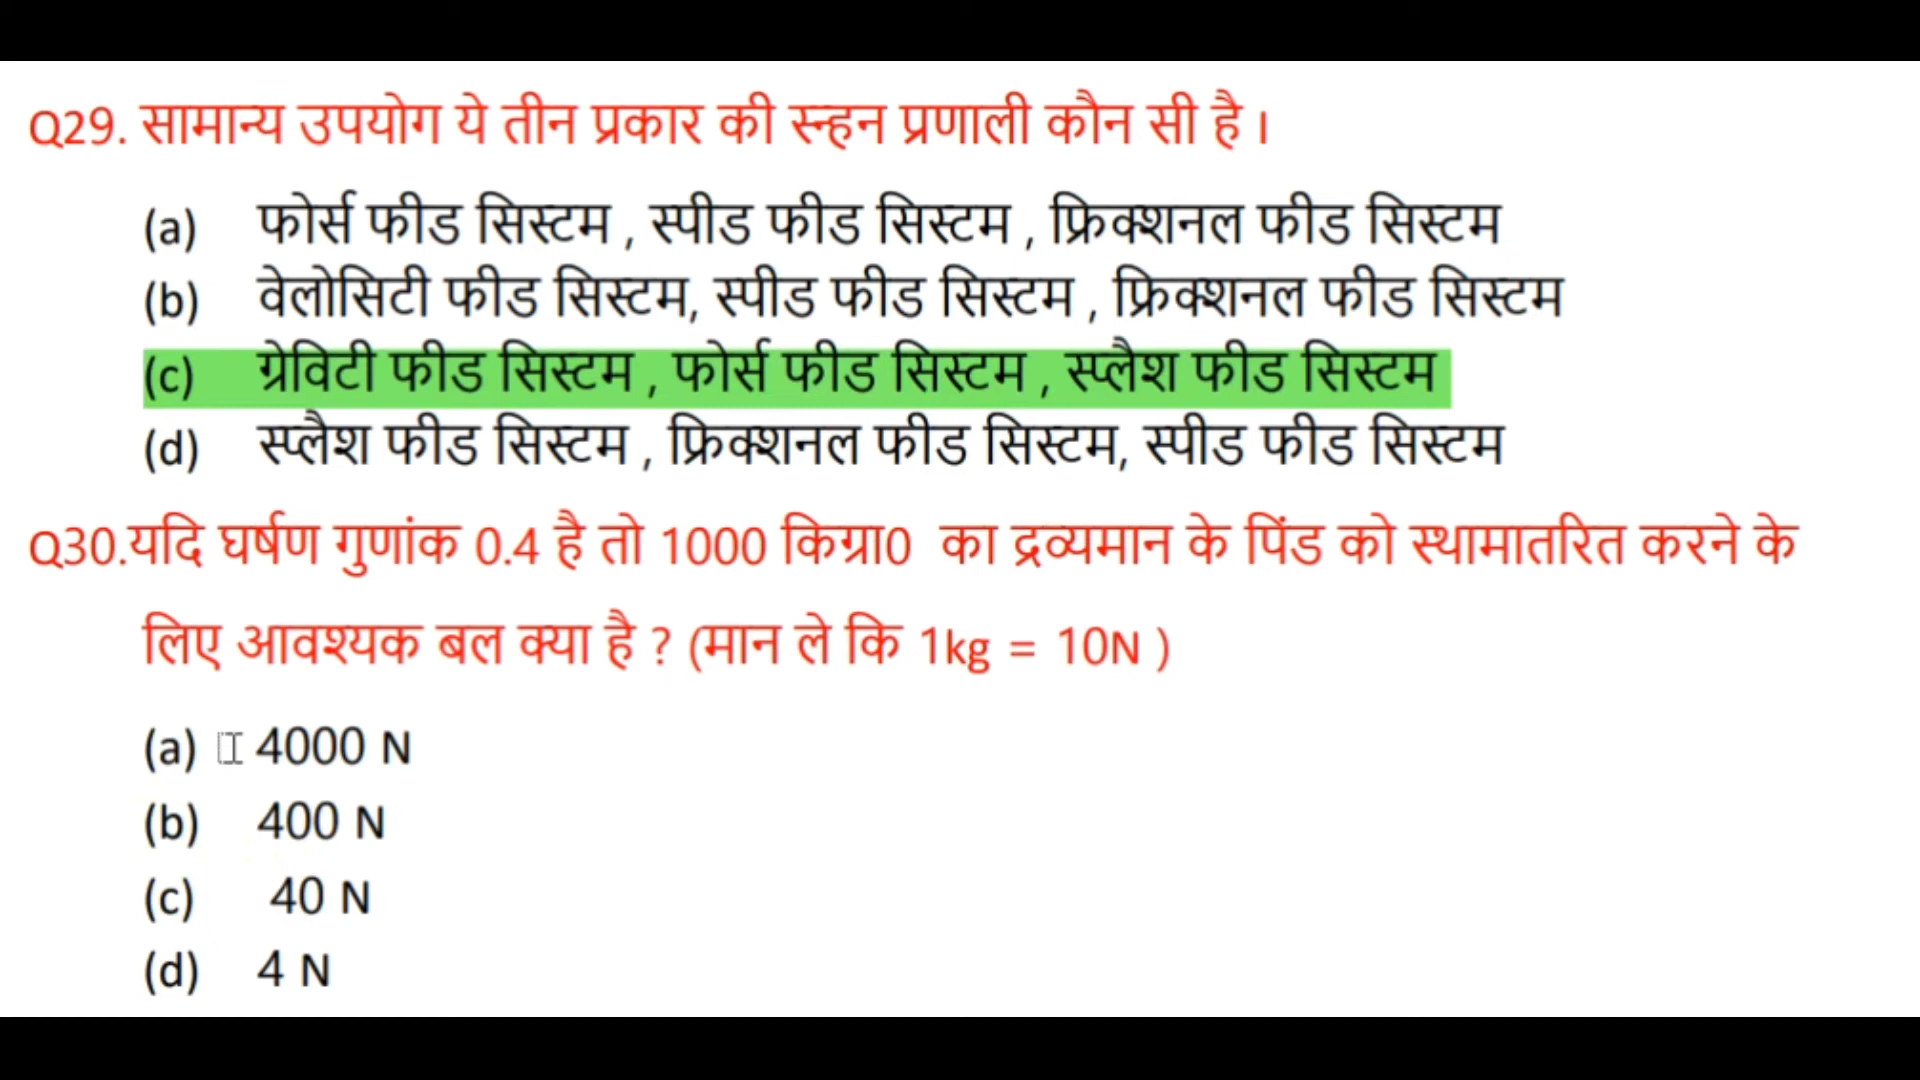 Q29. सामान्य उपयोग ये तीन प्रकार की स्न्हन प्रणाली कौन सी है ।
(a) फोर्स फीड सिस्टम , स्पीड फीड सिस्टम , फ्रिक्शनल फीड सिस्टम
(b) वेलोसिटी फीड सिस्टम, स्पीड फीड सिस्टम , फ्रिक्शनल फीड सिस्टम
(c) ग्रेविटी फीड सिस्टम , फोर्स फीड सिस्टम , स्प्लैश फीड सिस्टम
(d) स्प्लैश फीड सिस्टम , फ्रिक्शनल फीड सिस्टम, स्पीड फीड सिस्टम
Q30.यदि घर्षण गुणांक 0.4 है तो 1000 किग्रा0 का द्रव्यमान के पिंड को स्थामातरित करने के
लिए आवश्यक बल क्या है ? (मान ले कि 1kg = 10N )
(a) 4000 N
(b) 400 N
(c) 40 N
(d) 4 N